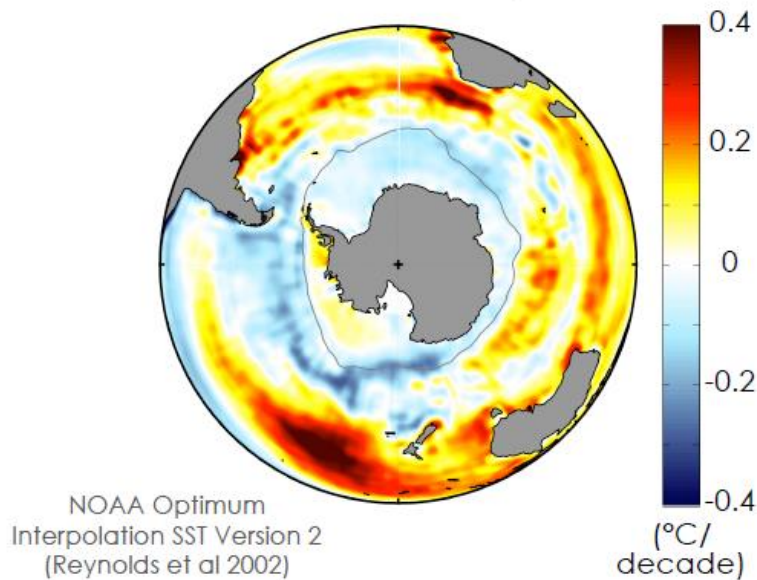 0.4
0.2
0
-0.2
-0.4
(°C/
decade)
NOAA Optimum
Interpolation SST Version 2
(Reynolds et al 2002)